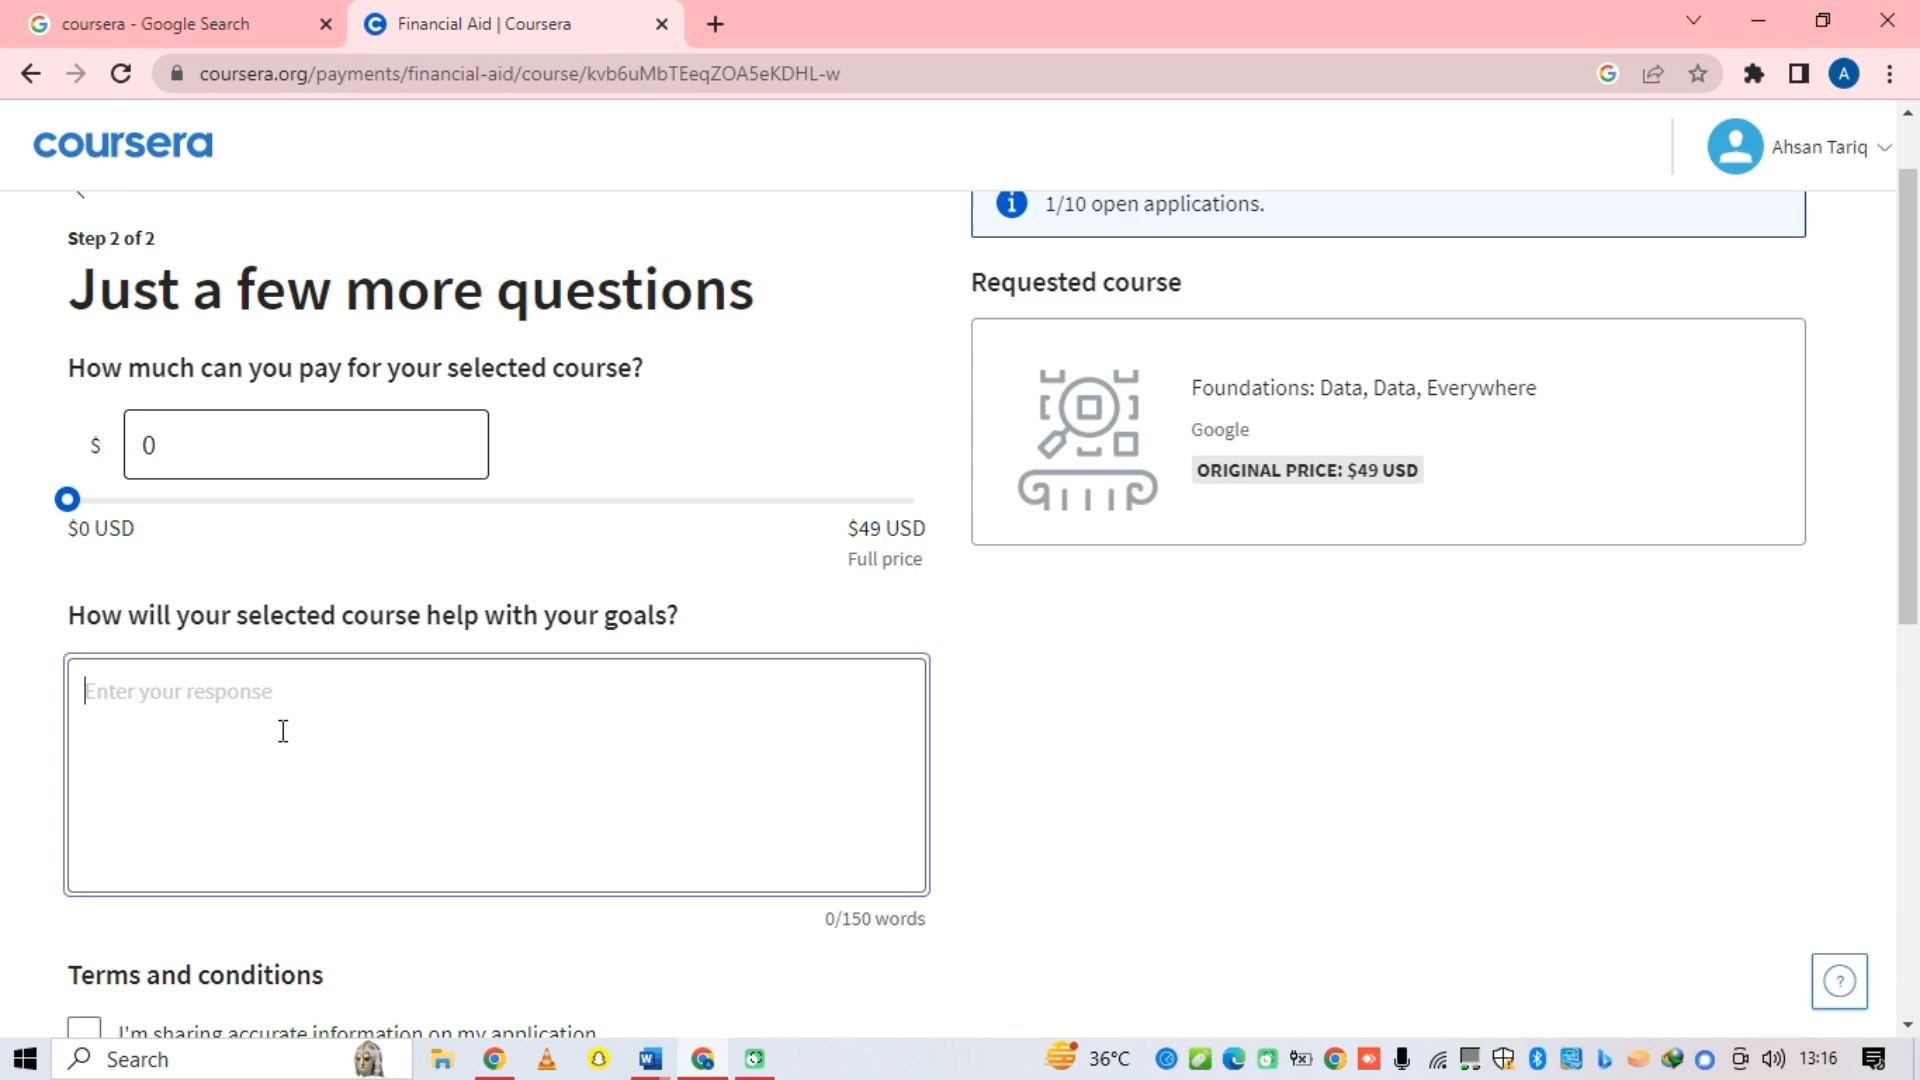 coursera - Google Search
Financial Aid | Coursera
coursera.org/payments/financial-aid/course/kvb6uMbTEeqZOA5eKDHL-w
A
coursera
Ahsan Tariq
1/10 open applications.
Step 2 of 2
Just a few more questions
Requested course
How much can you pay for your selected course?
Foundations: Data, Data, Everywhere
Google
$ 0
ORIGINAL PRICE: $49 USD
$0 USD
$49 USD
Full price
How will your selected course help with your goals?
Enter your response
0/150 words
Terms and conditions
I'm sharing accurate information on my application
Search
36°C
13:16